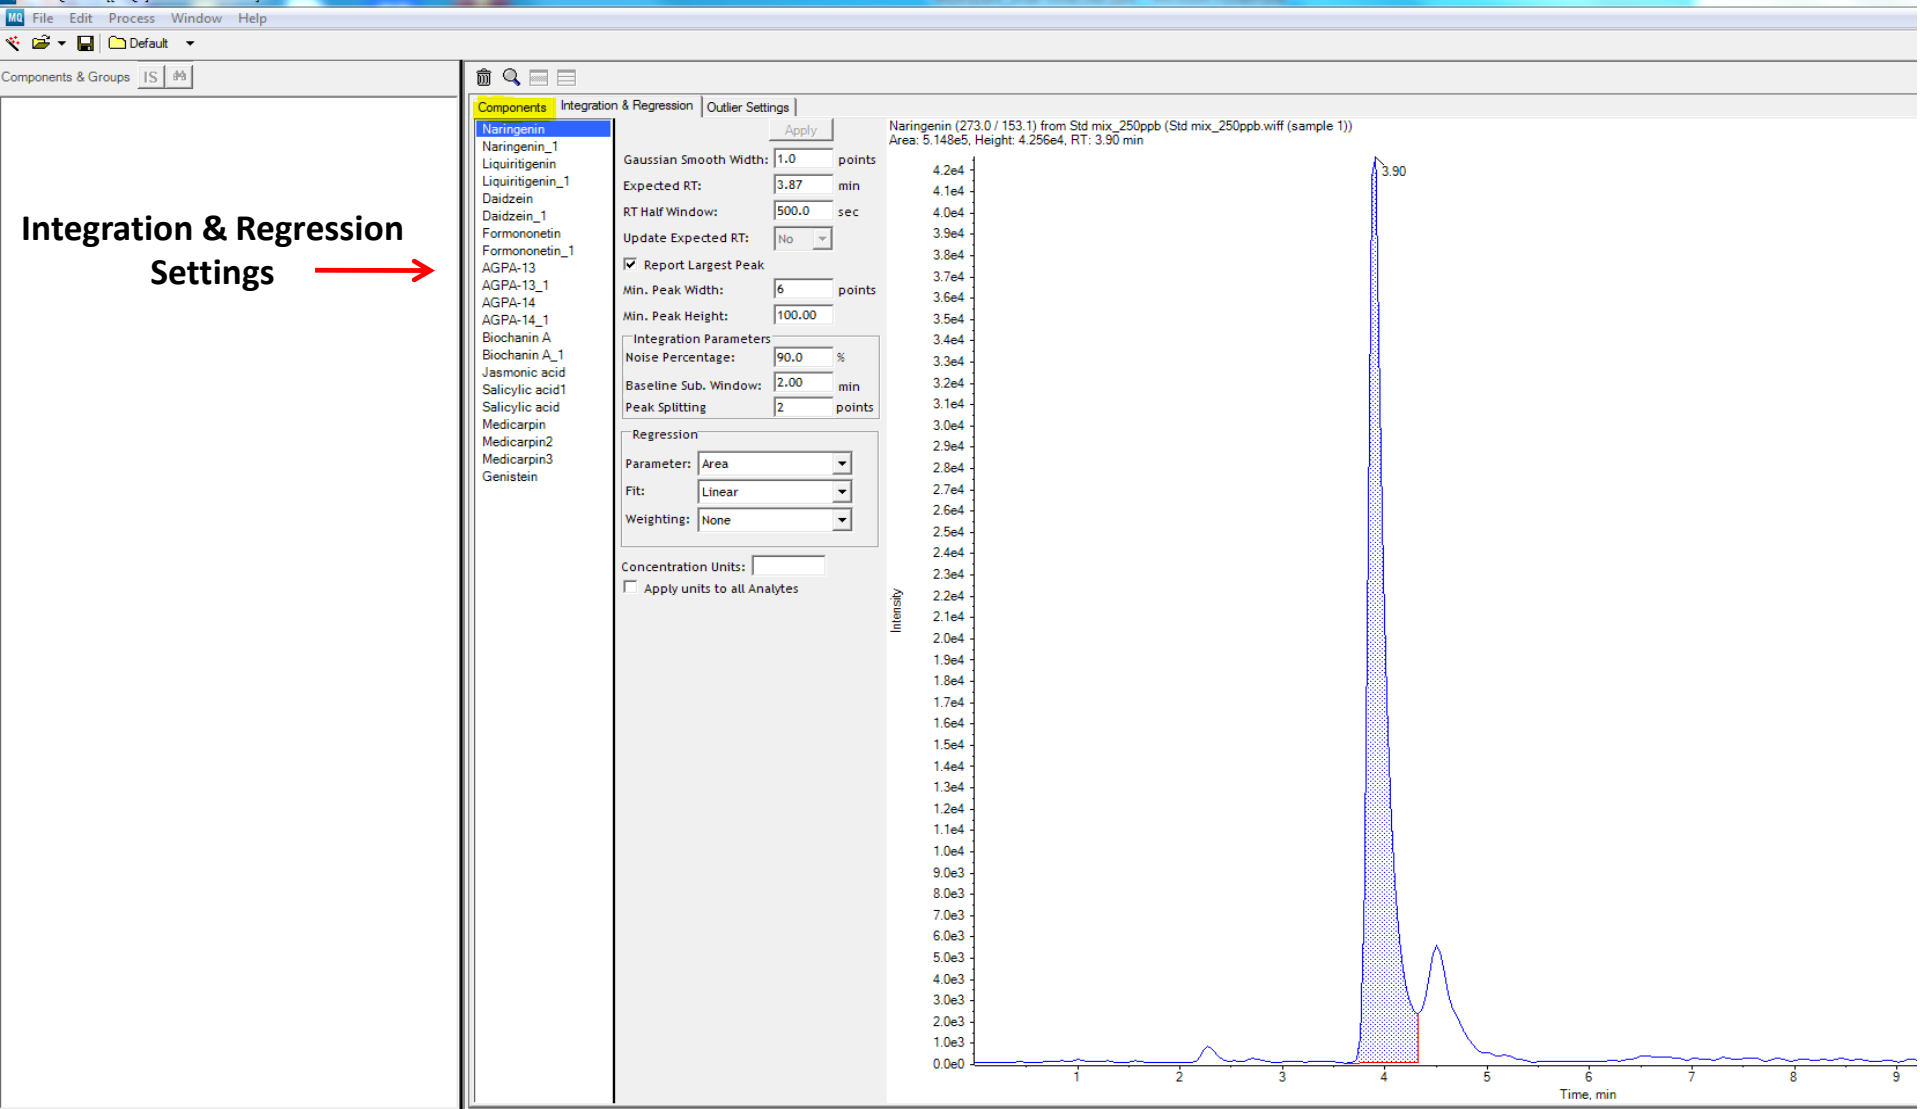 MQ File Edit Process Window Help
Default
Components & Groups IS
Integration & Regression
Settings
Components Integration & Regression Outlier Settings
Naringenin
Naringenin_1
Liquiritigenin
Liquiritigenin_1
Daidzein
Daidzein_1
Formononetin
Formononetin_1
AGPA-13
AGPA-13_1
AGPA-14
AGPA-14_1
Biochanin A
Biochanin A_1
Jasmonic acid
Salicylic acid1
Salicylic acid
Medicarpin
Medicarpin2
Medicarpin3
Genistein
Apply
Gaussian Smooth Width: 1.0 points
Expected RT: 3.87 min
RT Half Window: 500.0 sec
Update Expected RT: No
Report Largest Peak
Min. Peak Width: 6 points
Min. Peak Height: 100.00
Integration Parameters
Noise Percentage: 90.0 %
Baseline Sub. Window: 2.00 min
Peak Splitting 2 points
Regression
Parameter: Area
Fit: Linear
Weighting: None
Concentration Units:
Apply units to all Analytes
Naringenin (273.0 / 153.1) from Std mix_250ppb (Std mix_250ppb.wiff (sample 1))
Area: 5.148e5, Height: 4.256e4, RT: 3.90 min
3.90
4.2e4
4.1e4
4.0e4
3.9e4
3.8e4
3.7e4
3.6e4
3.5e4
3.4e4
3.3e4
3.2e4
3.1e4
3.0e4
2.9e4
2.8e4
2.7e4
2.6e4
2.5e4
2.4e4
2.3e4
2.2e4
2.1e4
2.0e4
1.9e4
1.8e4
1.7e4
1.6e4
1.5e4
1.4e4
1.3e4
1.2e4
1.1e4
1.0e4
9.0e3
8.0e3
7.0e3
6.0e3
5.0e3
4.0e3
3.0e3
2.0e3
1.0e3
0.0e0
Intensity
1 2 3 4 5 6 7 8 9
Time, min